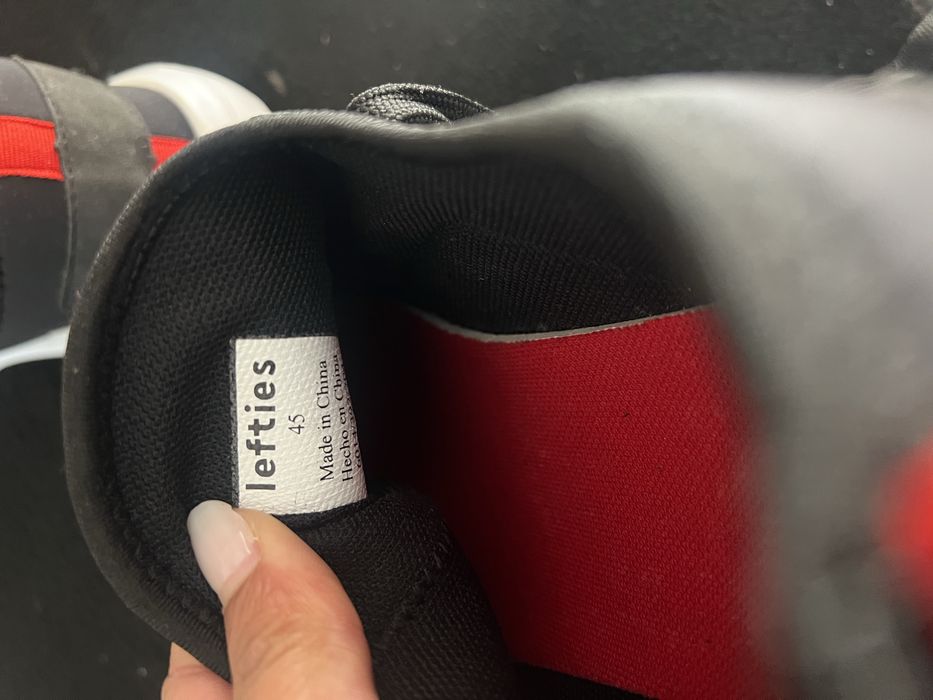 lefties
45
Made in China
Hecho en China